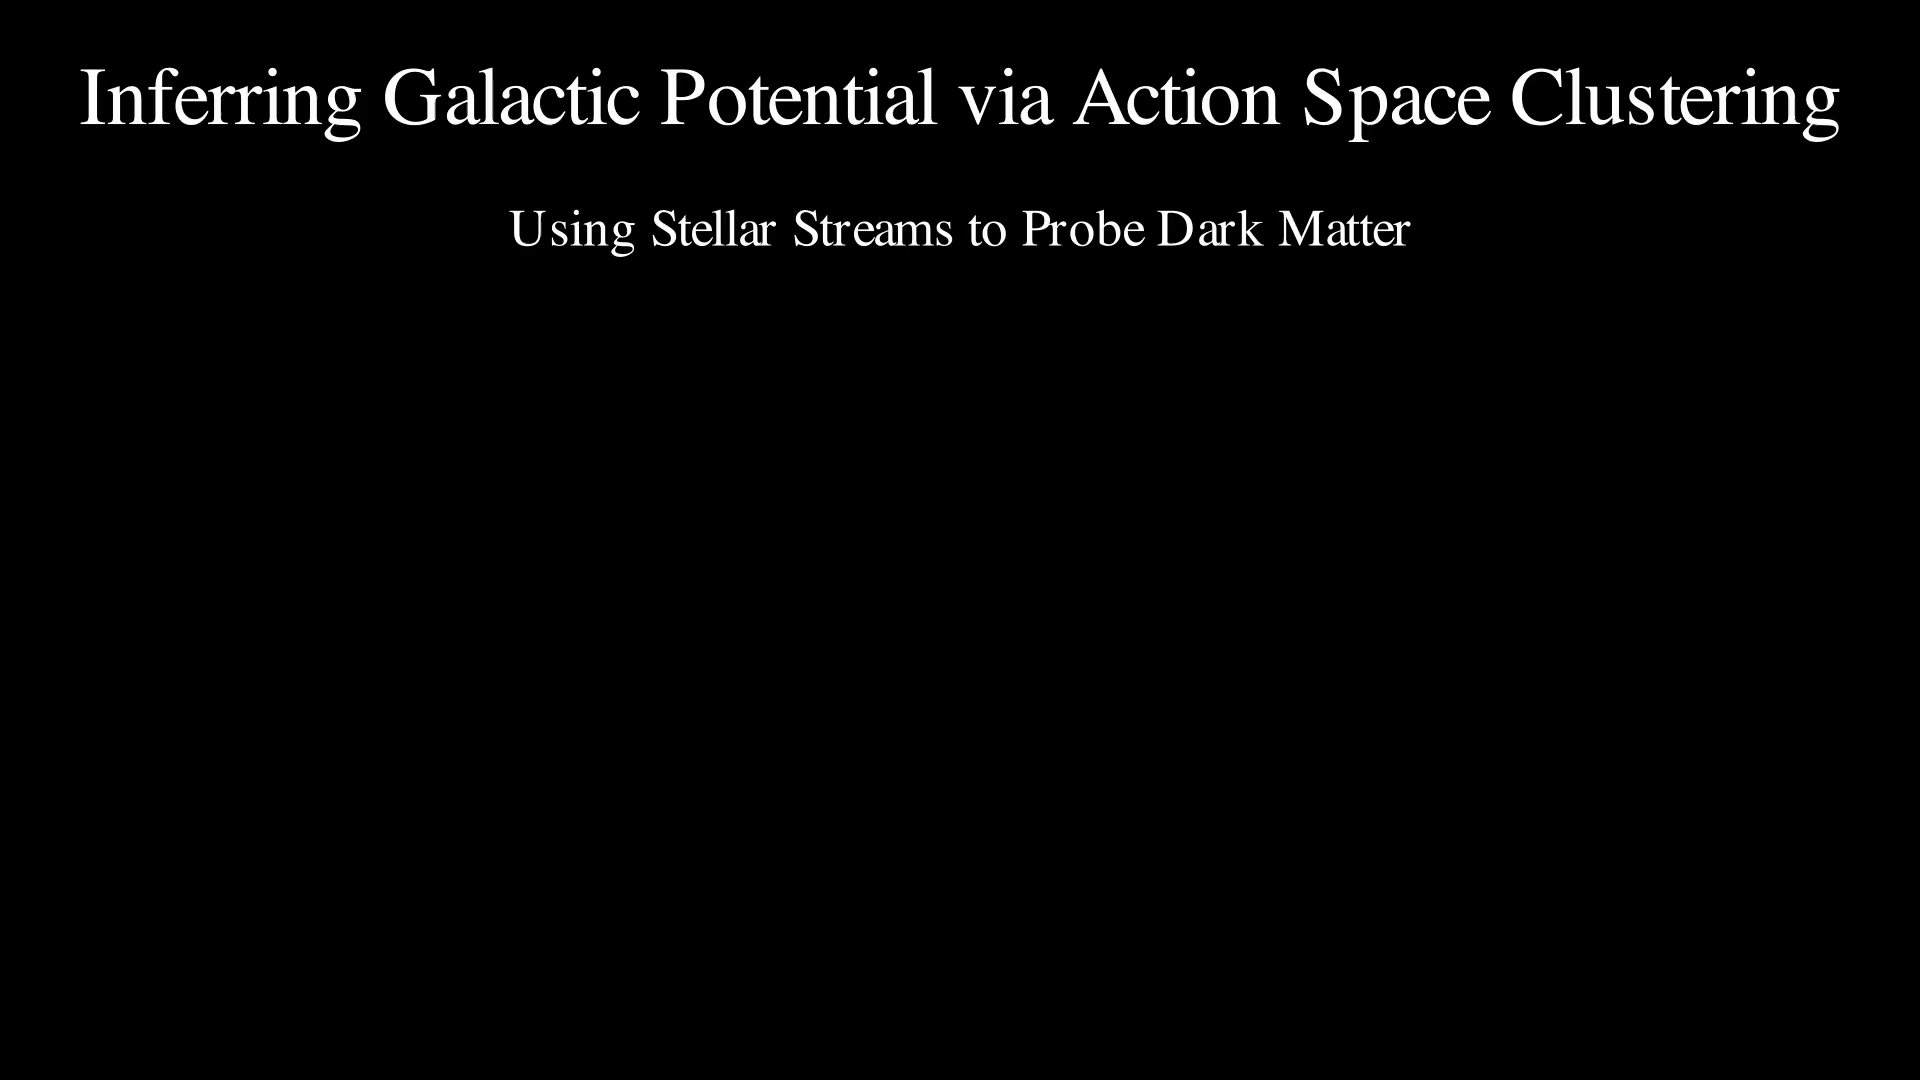 Inferring Galactic Potential via Action Space Clustering
Using Stellar Streams to Probe Dark Matter